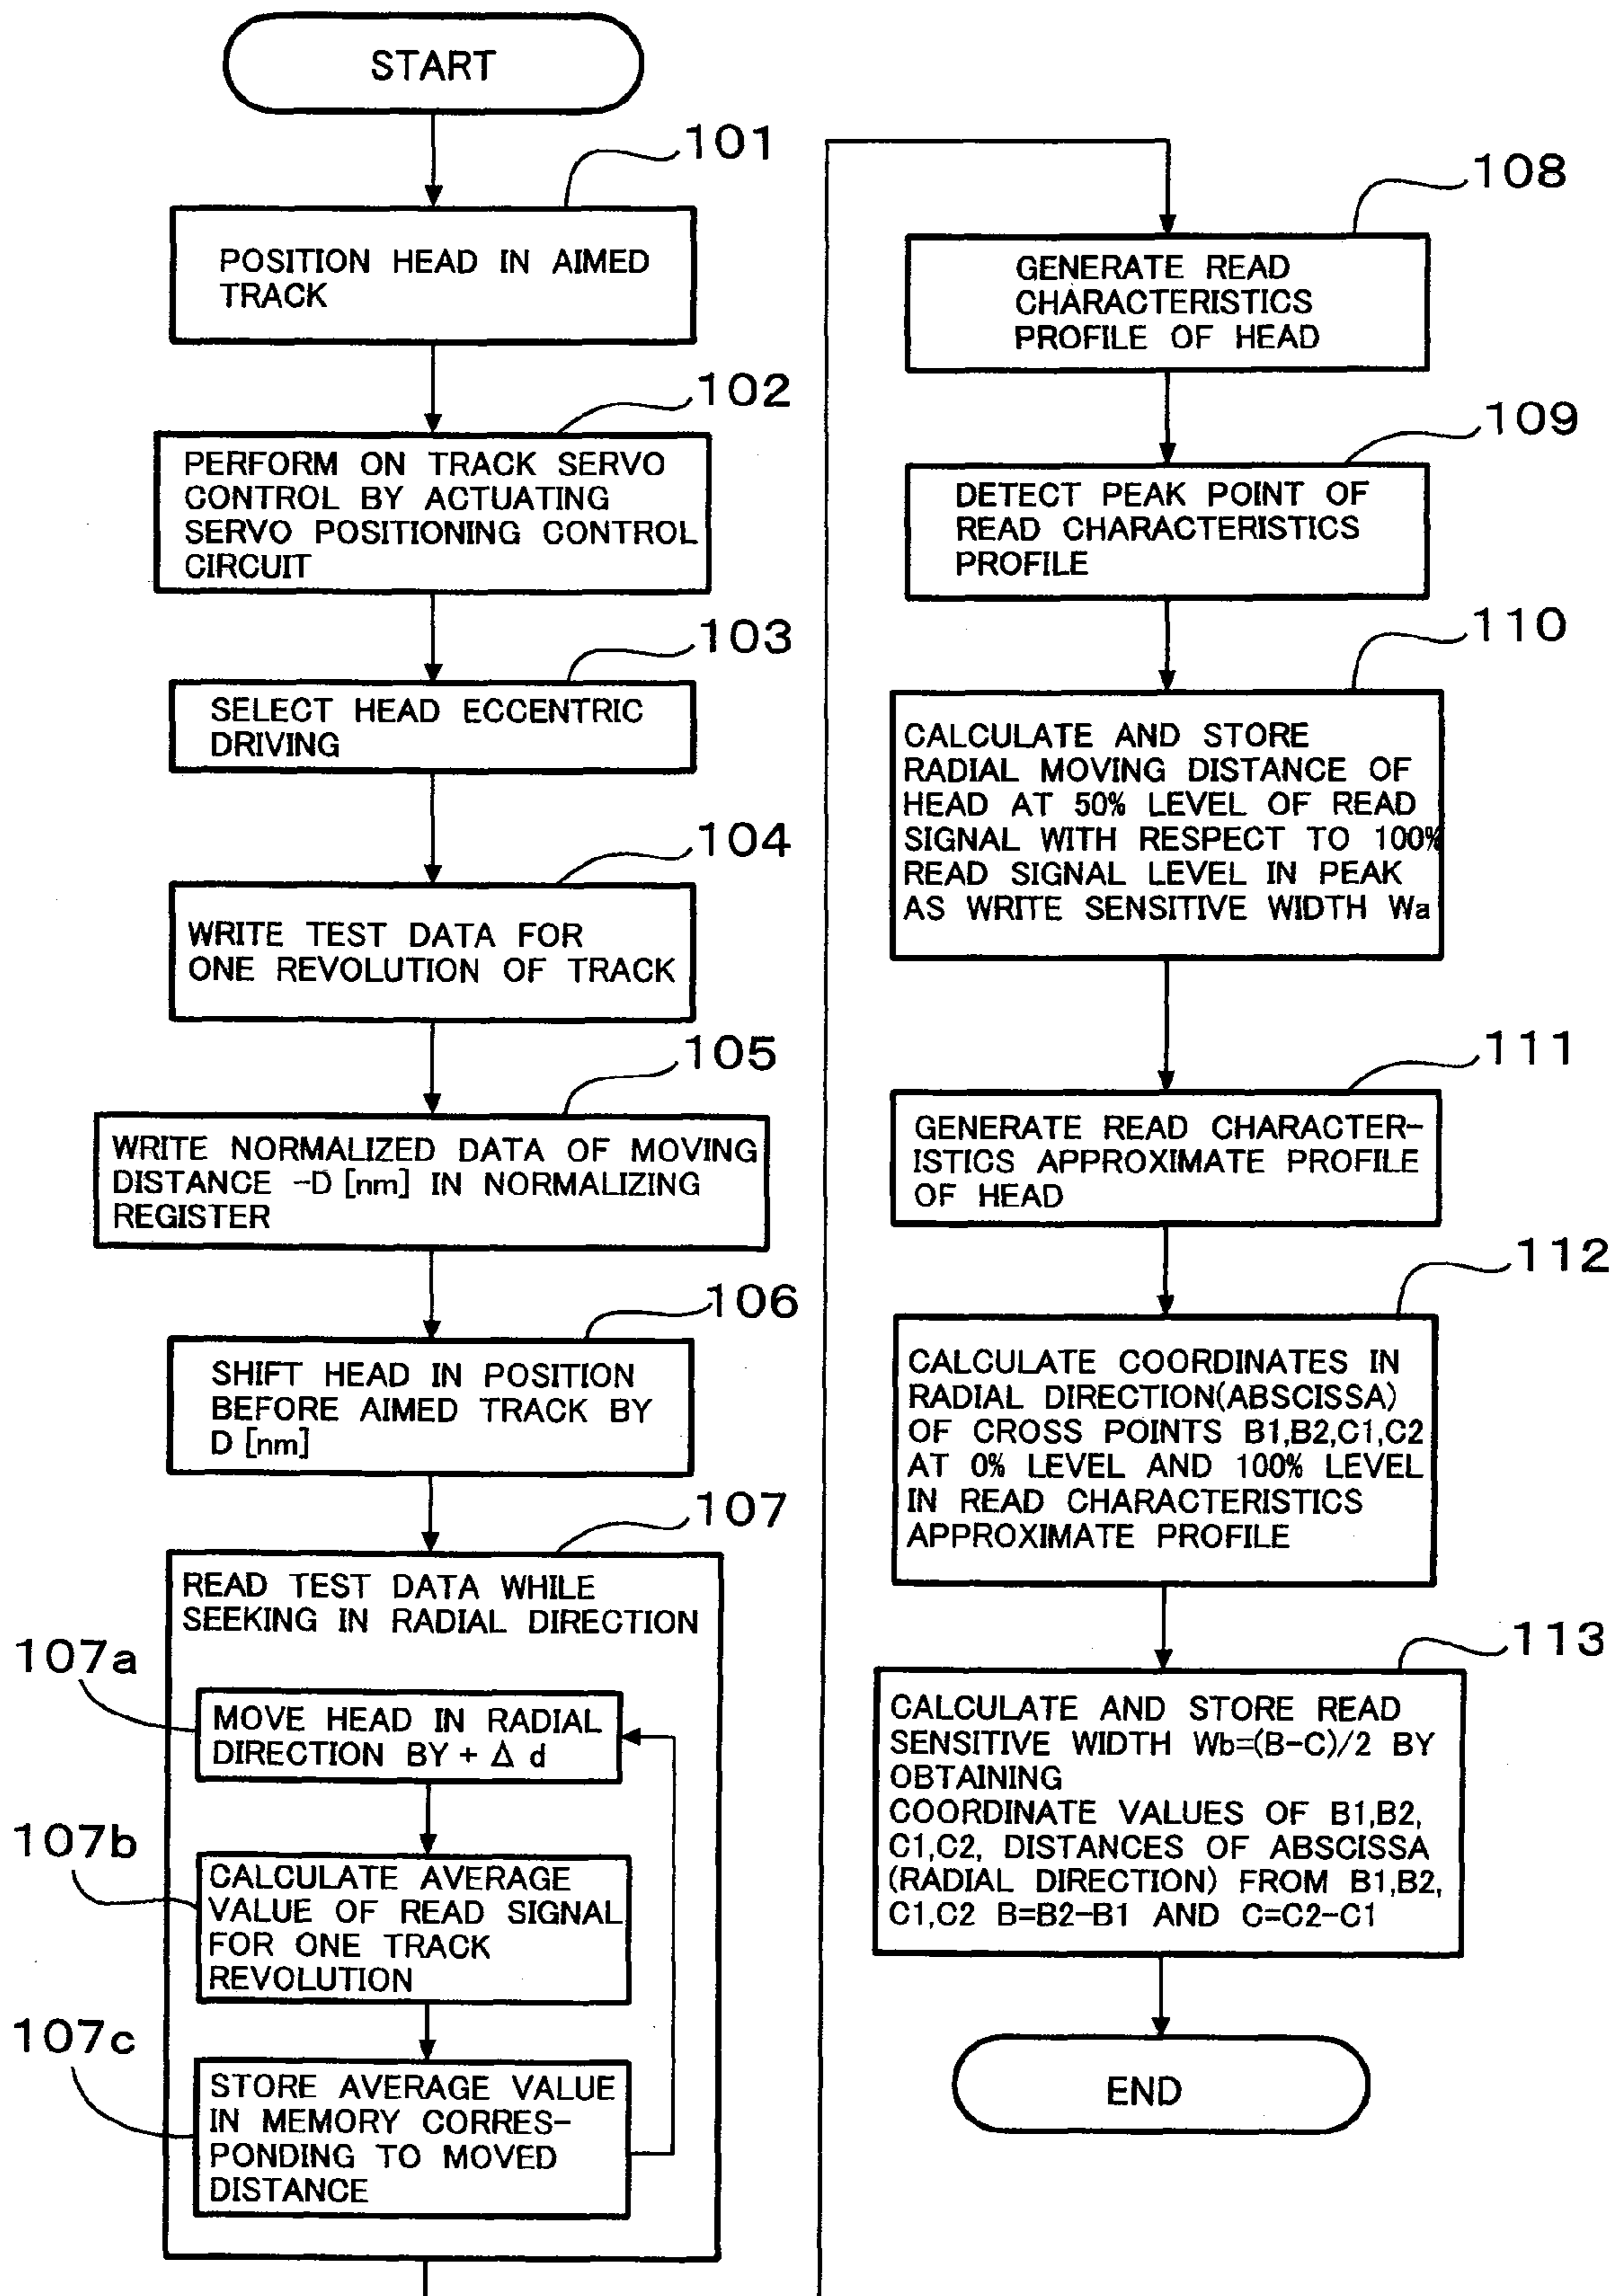 START
101
POSITION HEAD IN AIMED
TRACK
102
PERFORM ON TRACK SERVO
CONTROL BY ACTUATING
SERVO POSITIONING CONTROL
CIRCUIT
103
SELECT HEAD ECCENTRIC
DRIVING
104
WRITE TEST DATA FOR
ONE REVOLUTION OF TRACK
105
WRITE NORMALIZED DATA OF MOVING
DISTANCE -D [nm] IN NORMALIZING
REGISTER
106
SHIFT HEAD IN POSITION
BEFORE AIMED TRACK BY
D [nm]
107
READ TEST DATA WHILE
SEEKING IN RADIAL DIRECTION
107a
MOVE HEAD IN RADIAL
DIRECTION BY + Δ d
107b
CALCULATE AVERAGE
VALUE OF READ SIGNAL
FOR ONE TRACK
REVOLUTION
107c
STORE AVERAGE VALUE
IN MEMORY CORRES-
PONDING TO MOVED
DISTANCE
108
GENERATE READ
CHARACTERISTICS
PROFILE OF HEAD
109
DETECT PEAK POINT OF
READ CHARACTERISTICS
PROFILE
110
CALCULATE AND STORE
RADIAL MOVING DISTANCE OF
HEAD AT 50% LEVEL OF READ
SIGNAL WITH RESPECT TO 100%
READ SIGNAL LEVEL IN PEAK
AS WRITE SENSITIVE WIDTH Wa
111
GENERATE READ CHARACTER-
ISTICS APPROXIMATE PROFILE
OF HEAD
112
CALCULATE COORDINATES IN
RADIAL DIRECTION(ABSCISSA)
OF CROSS POINTS B1,B2,C1,C2
AT 0% LEVEL AND 100% LEVEL
IN READ CHARACTERISTICS
APPROXIMATE PROFILE
113
CALCULATE AND STORE READ
SENSITIVE WIDTH Wb=(B-C)/2 BY
OBTAINING
COORDINATE VALUES OF B1,B2,
C1,C2, DISTANCES OF ABSCISSA
(RADIAL DIRECTION) FROM B1,B2,
C1,C2 B=B2-B1 AND C=C2-C1
END